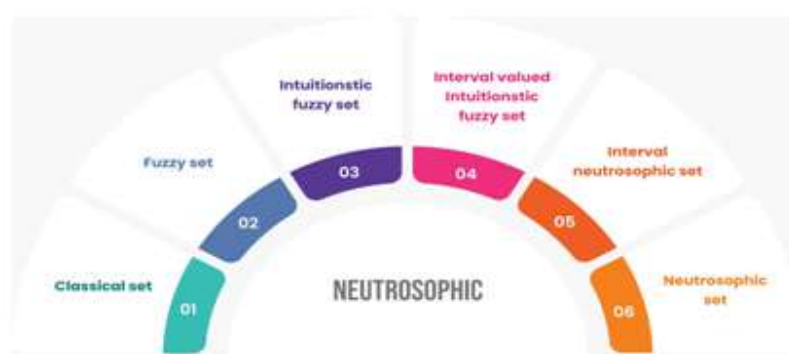 Classical set
01
Fuzzy set
02
Intuitionstic
fuzzy set
03
Interval valued
Intuitionstic
fuzzy set
04
Interval
neutrosophic set
05
Neutrosophic
set
06
NEUTROSOPHIC